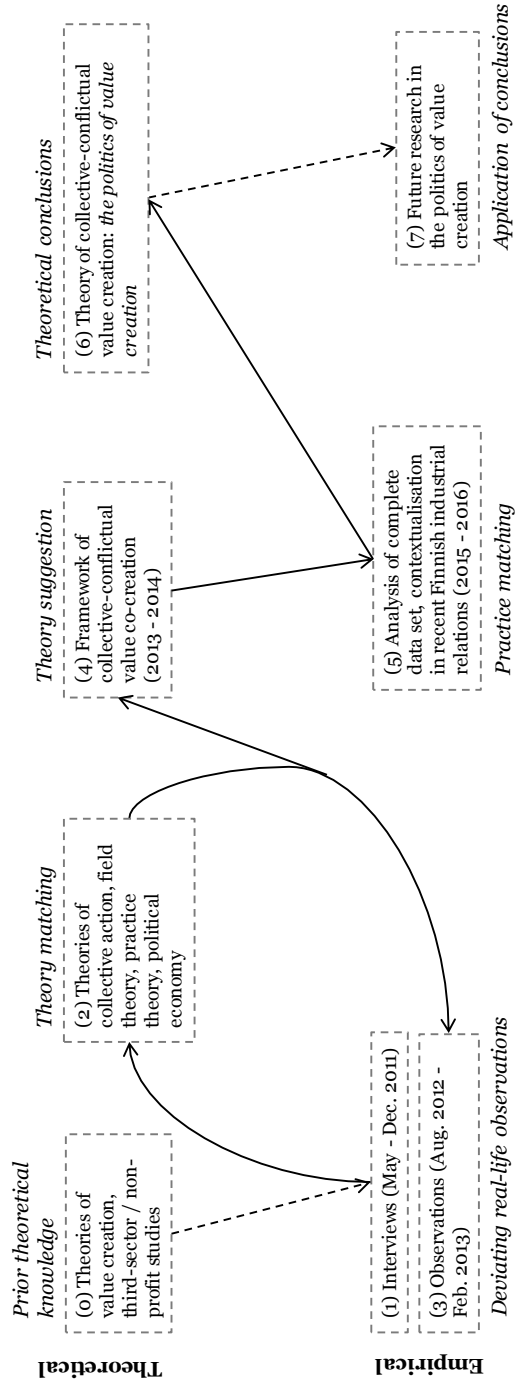 Theoretical
Empirical
Prior theoretical
knowledge
(0) Theories of
value creation,
third-sector / non-
profit studies
(1) Interviews (May - Dec. 2011)
(3) Observations (Aug. 2012 -
Feb. 2013)
Deviating real-life observations
Theory matching
(2) Theories of
collective action, field
theory, practice
theory, political
economy
Theory suggestion
(4) Framework of
collective-conflictual
value co-creation
(2013 - 2014)
(5) Analysis of complete
data set, contextualisation
in recent Finnish industrial
relations (2015 - 2016)
Practice matching
Theoretical conclusions
(6) Theory of collective-conflictual
value creation: the politics of value
creation
(7) Future research in
the politics of value
creation
Application of conclusions